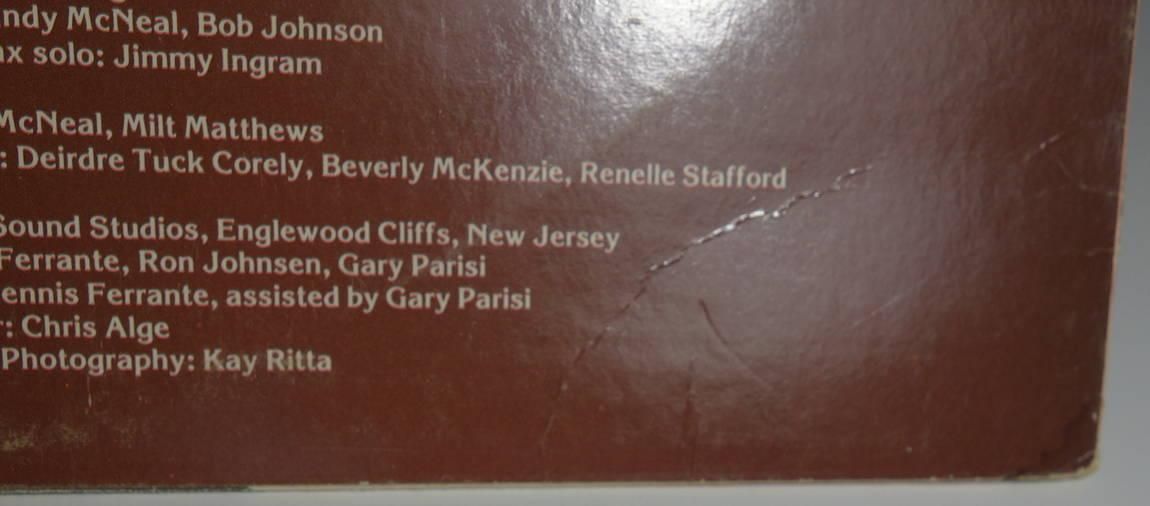 ndy McNeal, Bob Johnson
x solo: Jimmy Ingram
McNeal, Milt Matthews
: Deirdre Tuck Corely, Beverly McKenzie, Renelle Stafford
Sound Studios, Englewood Cliffs, New Jersey
Ferrante, Ron Johnsen, Gary Parisi
ennis Ferrante, assisted by Gary Parisi
: Chris Alge
Photography: Kay Ritta